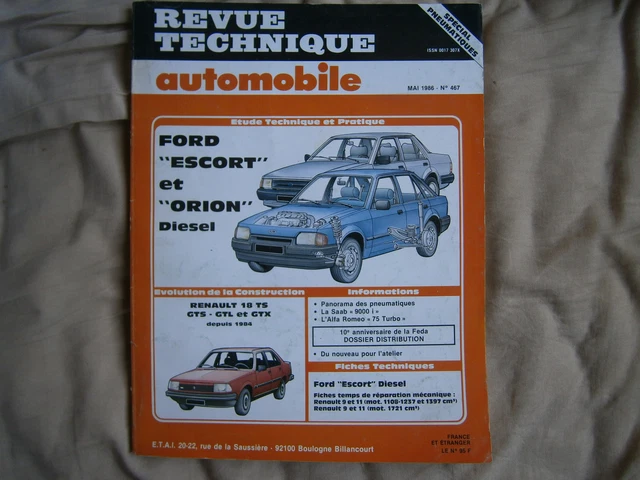 REVUE
TECHNIQUE
SPECIAL
PNEUMATIQUES
ISSN 0017 307X
automobile
MAI 1986 - N° 467
Etude Technique et Pratique
FORD
"ESCORT"
et
"ORION"
Diesel
Evolution de la Construction
RENAULT 18 TS
GTS - GTL et GTX
depuis 1984
Informations
• Panorama des pneumatiques
• La Saab « 9000 i »
• L'Alfa Romeo « 75 Turbo »
10e anniversaire de la Feda
DOSSIER DISTRIBUTION
• Du nouveau pour l'atelier
Fiches Techniques
Ford "Escort" Diesel
Fiches temps de réparation mécanique :
Renault 9 et 11 (mot. 1108-1237 et 1397 cm³)
Renault 9 et 11 (mot. 1721 cm³)
E.T.A.I. 20-22, rue de la Saussière - 92100 Boulogne Billancourt
FRANCE
ET ETRANGER
LE N°